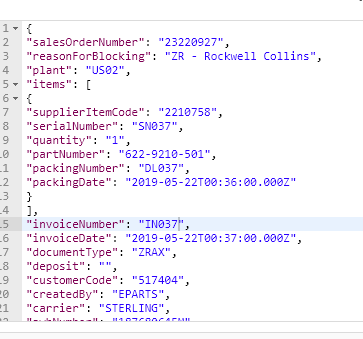 1 {
2 "salesOrderNumber": "23220927",
3 "reasonForBlocking": "ZR - Rockwell Collins",
4 "plant": "US02",
5 "items": [
6 {
7 "supplierItemCode": "2210758",
8 "serialNumber": "SN037",
9 "quantity": "1",
10 "partNumber": "622-9210-501",
11 "packingNumber": "DL037",
12 "packingDate": "2019-05-22T00:36:00.000Z"
13 }
14 ],
15 "invoiceNumber": "IN037",
16 "invoiceDate": "2019-05-22T00:37:00.000Z",
17 "documentType": "ZRAX",
18 "deposit": "",
19 "customerCode": "517404",
20 "createdBy": "EPARTS",
21 "carrier": "STERLING",